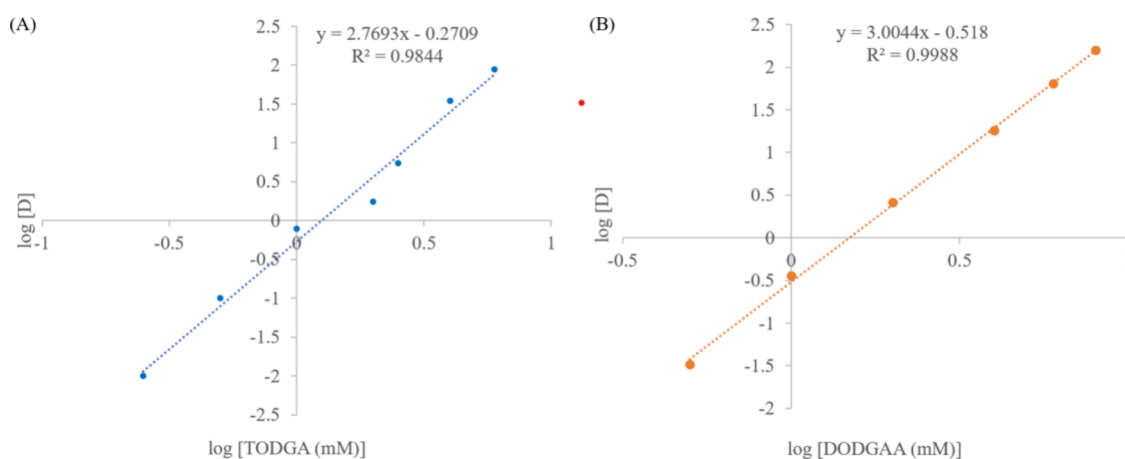 (A)
y = 2.7693x - 0.2709
R² = 0.9844
2.5
2
1.5
1
0.5
0
-0.5
-1
-1.5
-2
-2.5
-1
-0.5
0
0.5
1
log [D]
log [TODGA (mM)]
(B)
y = 3.0044x - 0.518
R² = 0.9988
2.5
2
1.5
1
0.5
0
-0.5
-1
-1.5
-2
-0.5
0
0.5
log [D]
log [DODGAA (mM)]